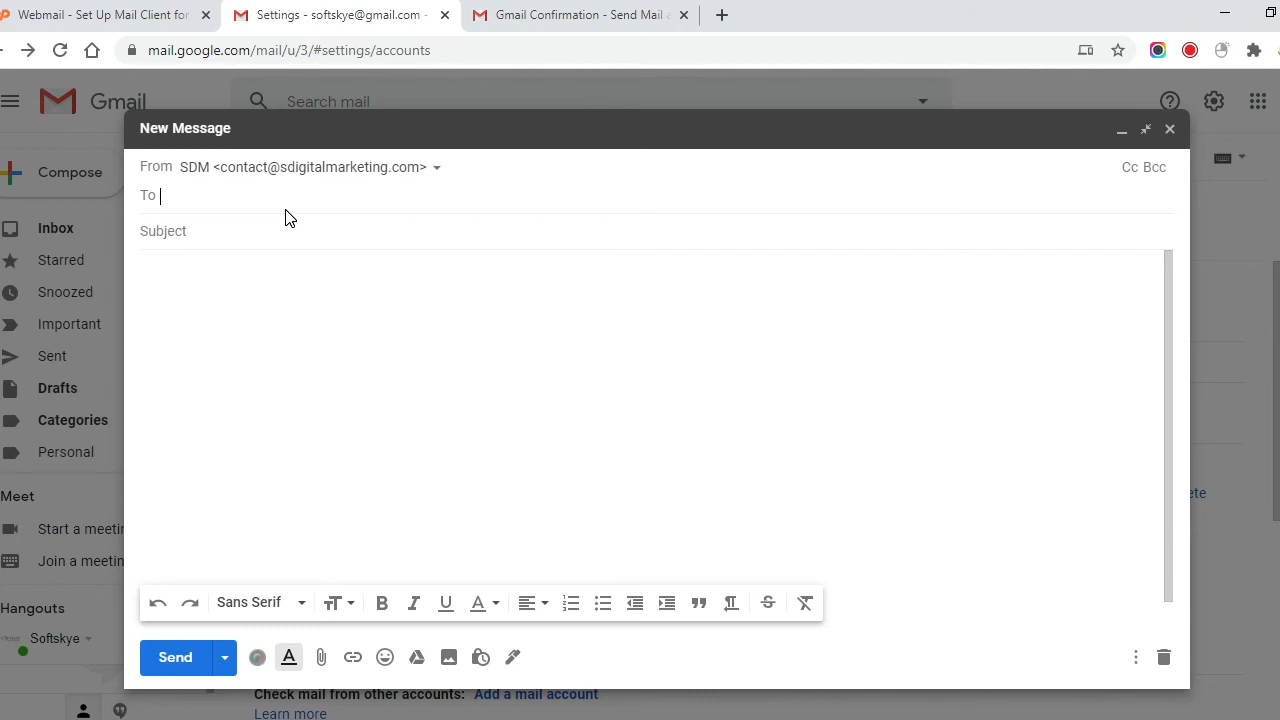 Webmail - Set Up Mail Client for
Settings - softskye@gmail.com -
Gmail Confirmation - Send Mail a
mail.google.com/mail/u/3/#settings/accounts
Gmail
Search mail
Compose
Inbox
Starred
Snoozed
Important
Sent
Drafts
Categories
Personal
Meet
Start a meetin
Join a meetin
Hangouts
Softskye
New Message
From SDM <contact@sdigitalmarketing.com>
Cc Bcc
To
Subject
ete
Sans Serif
Send
Check mail from other accounts: Add a mail account
Learn more